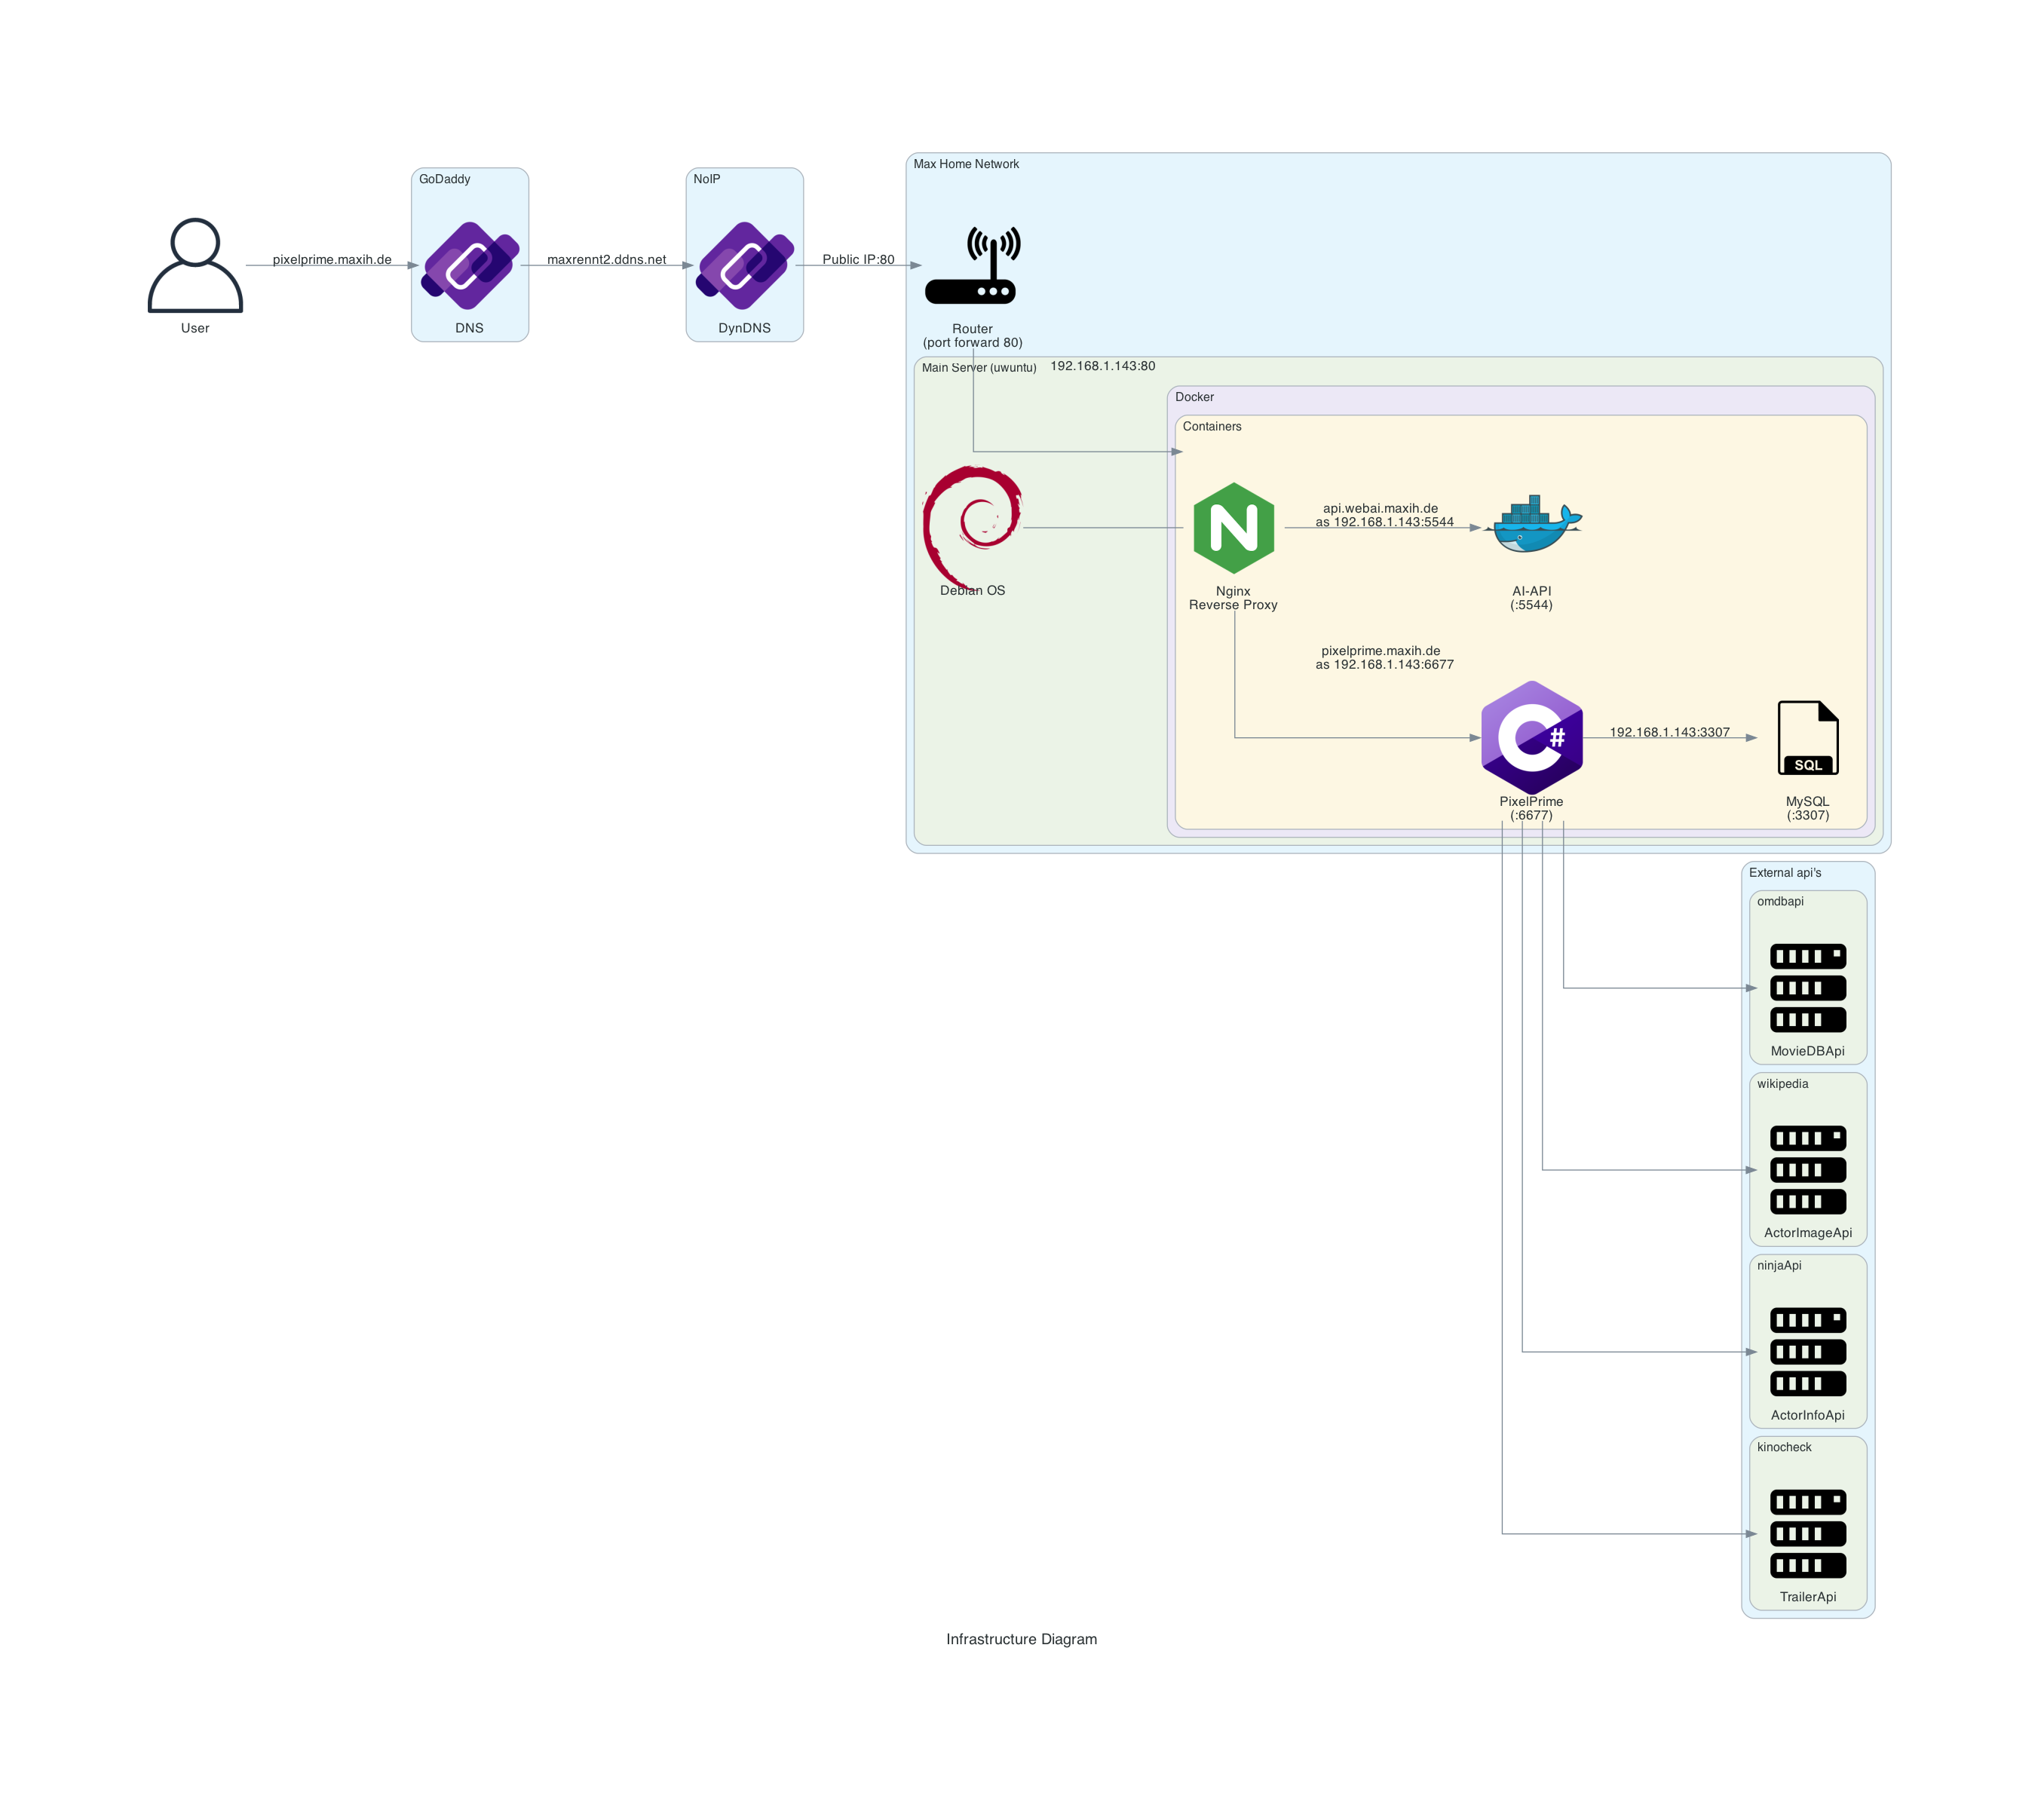 GoDaddy
pixelprime.maxih.de
User
DNS
maxrennt2.ddns.net
NoIP
DynDNS
Public IP:80
Max Home Network
Router
(port forward 80)
Main Server (uwuntu)
192.168.1.143:80
Docker
Containers
Debian OS
Nginx
Reverse Proxy
api.webai.maxih.de
as 192.168.1.143:5544
AI-API
(:5544)
pixelprime.maxih.de
as 192.168.1.143:6677
#
PixelPrime
(:6677)
192.168.1.143:3307
SQL
MySQL
(:3307)
External api's
omdbapi
MovieDBApi
wikipedia
ActorImageApi
ninjaApi
ActorInfoApi
kinocheck
TrailerApi
Infrastructure Diagram